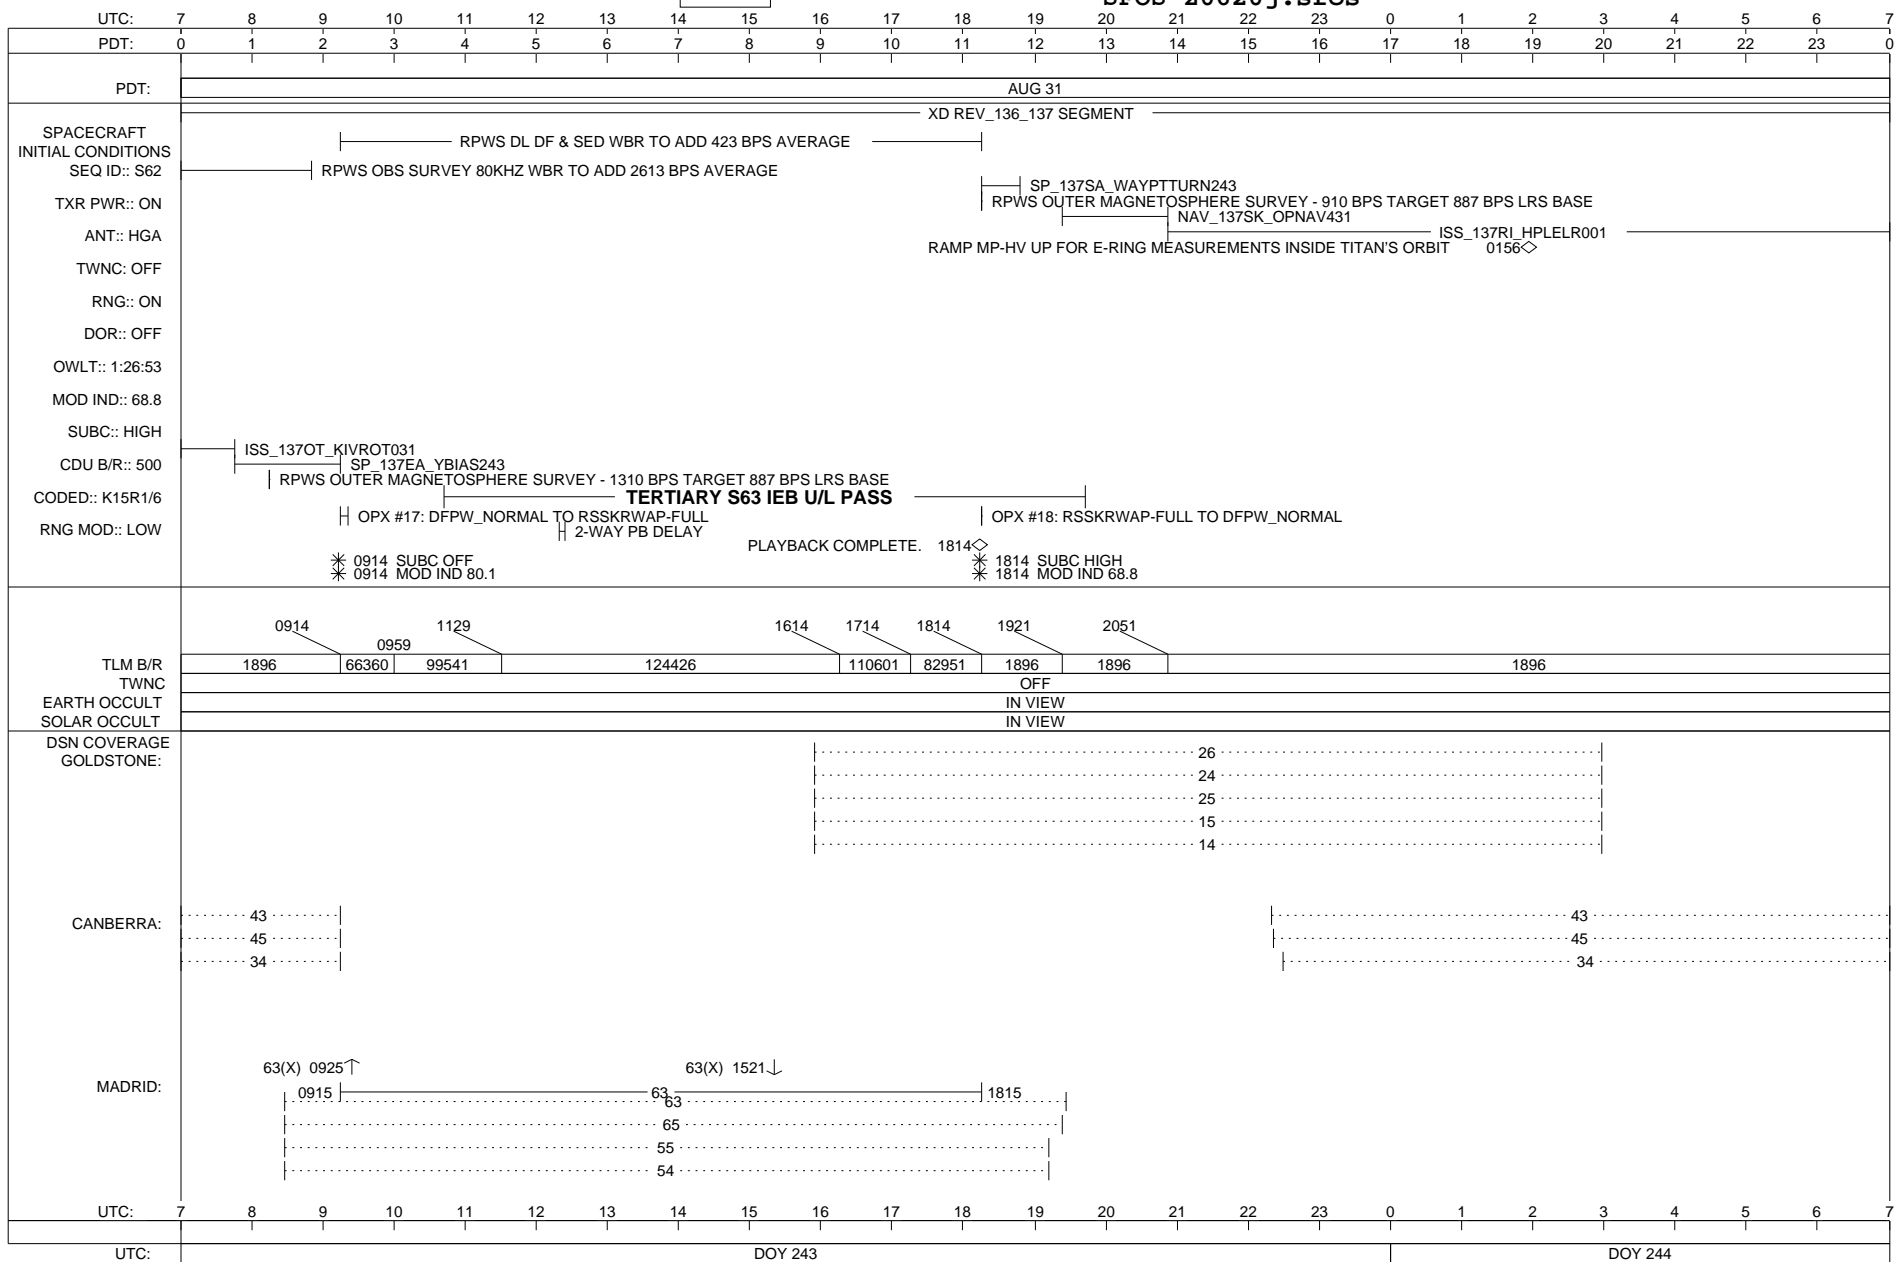 UTC: 7 8 9 10 11 12 13 14 15 16 17 18 19 20 21 22 23 0 1 2 3 4 5 6 7
PDT: 0 1 2 3 4 5 6 7 8 9 10 11 12 13 14 15 16 17 18 19 20 21 22 23 0
PDT: AUG 31
XD REV_136_137 SEGMENT
SPACECRAFT
INITIAL CONDITIONS
RPWS DL DF & SED WBR TO ADD 423 BPS AVERAGE
SEQ ID:: S62
RPWS OBS SURVEY 80KHZ WBR TO ADD 2613 BPS AVERAGE
SP_137SA_WAYPTTURN243
TXR PWR:: ON
RPWS OUTER MAGNETOSPHERE SURVEY - 910 BPS TARGET 887 BPS LRS BASE
NAV_137SK_OPNAV431
ANT:: HGA
ISS_137RI_HPLELR001
RAMP MP-HV UP FOR E-RING MEASUREMENTS INSIDE TITAN'S ORBIT 0156
TWNC: OFF
RNG:: ON
DOR:: OFF
OWLT:: 1:26:53
MOD IND:: 68.8
SUBC:: HIGH
ISS_137OT_KIVROT031
CDU B/R:: 500
SP_137EA_YBIAS243
RPWS OUTER MAGNETOSPHERE SURVEY - 1310 BPS TARGET 887 BPS LRS BASE
CODED:: K15R1/6
TERTIARY S63 IEB U/L PASS
OPX #17: DFPW_NORMAL TO RSSKRWAP-FULL
OPX #18: RSSKRWAP-FULL TO DFPW_NORMAL
RNG MOD:: LOW
2-WAY PB DELAY
PLAYBACK COMPLETE. 1814
0914 SUBC OFF
1814 SUBC HIGH
0914 MOD IND 80.1
1814 MOD IND 68.8
0914 0959 1129 1614 1714 1814 1921 2051
TLM B/R 1896 66360 99541 124426 110601 82951 1896 1896 1896
TWNC OFF
EARTH OCCULT IN VIEW
SOLAR OCCULT IN VIEW
DSN COVERAGE
GOLDSTONE:
26
24
25
15
14
CANBERRA:
43 43
45 45
34 34
MADRID:
63(X) 0925 63(X) 1521
0915 63 1815
63
65
55
54
UTC: 7 8 9 10 11 12 13 14 15 16 17 18 19 20 21 22 23 0 1 2 3 4 5 6 7
UTC: DOY 243 DOY 244